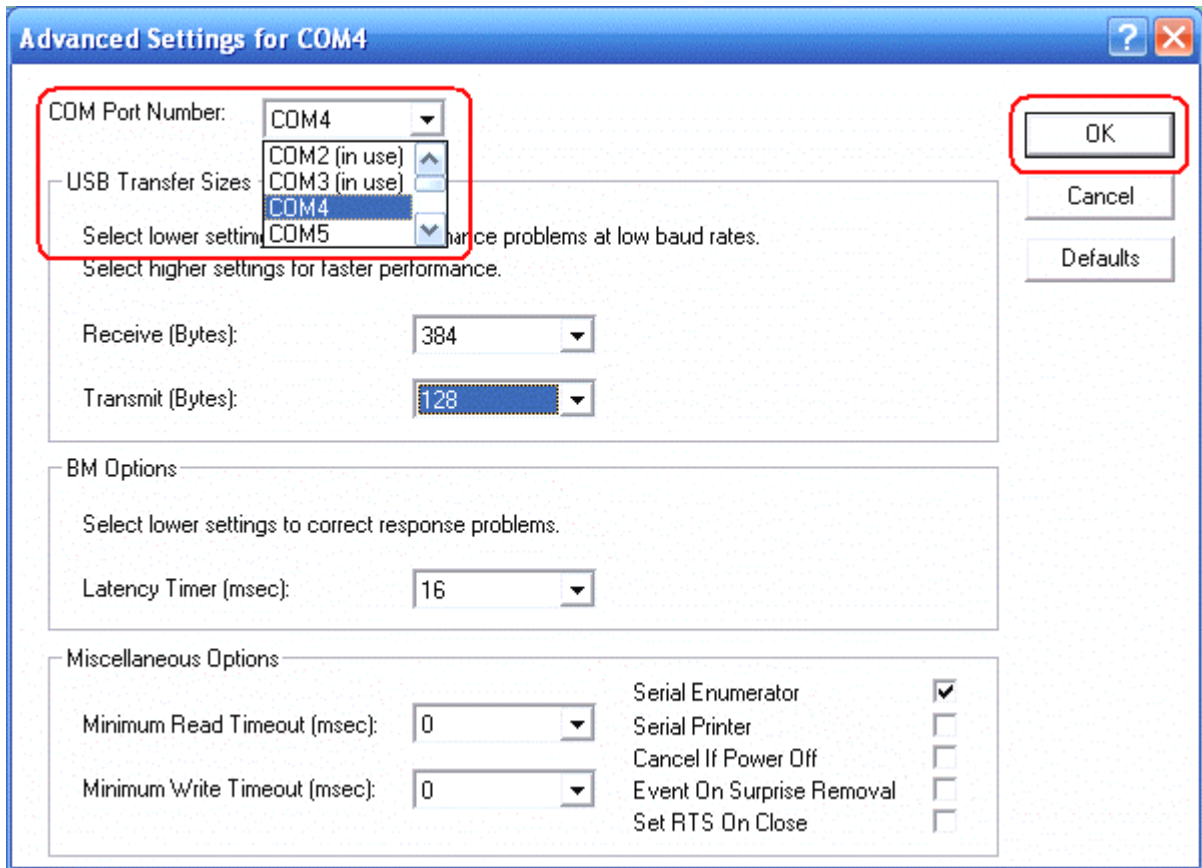 Advanced Settings for COM4
COM Port Number:
COM4
COM2 (in use)
COM3 (in use)
COM4
COM5
OK
Cancel
Defaults
USB Transfer Sizes
Select lower settin ance problems at low baud rates.
Select higher settings for faster performance.
Receive (Bytes):
384
Transmit (Bytes):
128
BM Options
Select lower settings to correct response problems.
Latency Timer (msec):
16
Miscellaneous Options
Minimum Read Timeout (msec):
0
Minimum Write Timeout (msec):
0
Serial Enumerator
Serial Printer
Cancel If Power Off
Event On Surprise Removal
Set RTS On Close